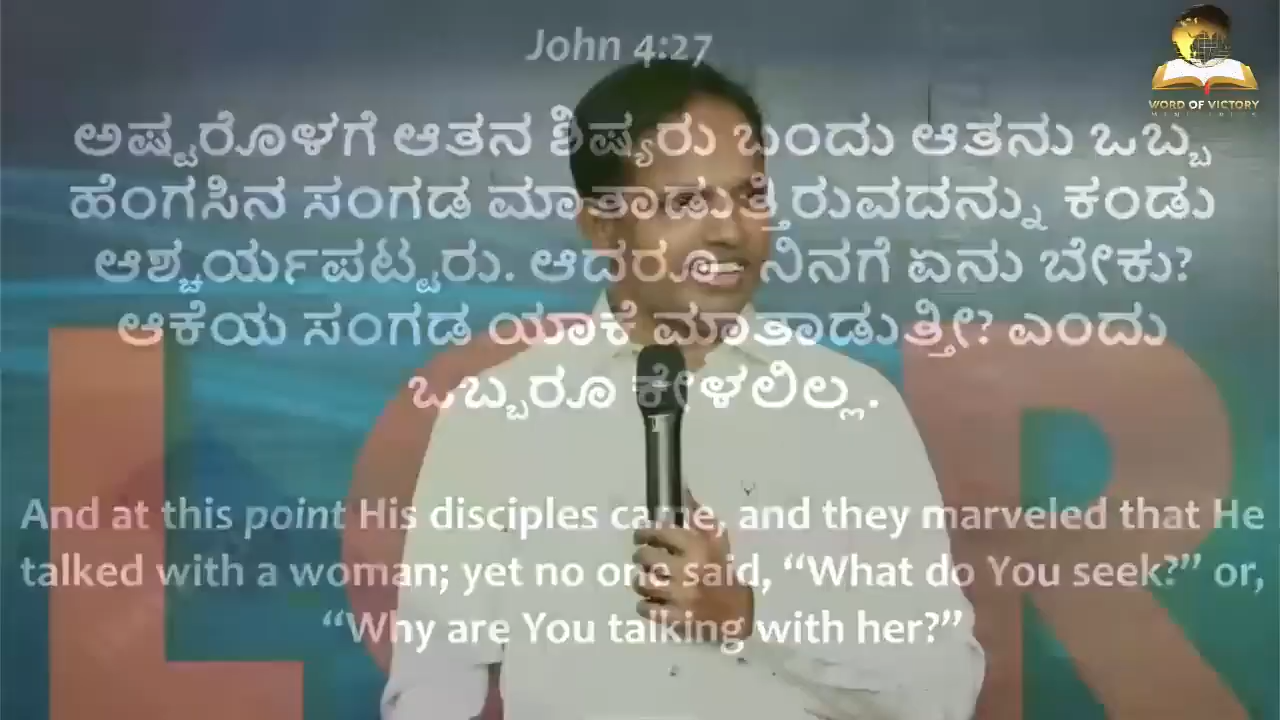 John 4:27
WORD OF VICTORY
MINISTRIES
ಅಷ್ಟರೊಳಗೆ ಆತನ ಶಿಷ್ಯರು ಬಂದು ಆತನು ಒಬ್ಬ
ಹೆಂಗಸಿನ ಸಂಗಡ ಮಾತಾಡುತ್ತಿರುವದನ್ನು ಕಂಡು
ಆಶ್ಚರ್ಯಪಟ್ಟರು. ಆದರೂ ನಿನಗೆ ಏನು ಬೇಕು?
ಆಕೆಯ ಸಂಗಡ ಯಾಕೆ ಮಾತಾಡುತ್ತೀ? ಎಂದು
ಒಬ್ಬರೂ ಕೇಳಲಿಲ್ಲ.
And at this point His disciples came, and they marveled that He
talked with a woman; yet no one said, “What do You seek?” or,
“Why are You talking with her?”